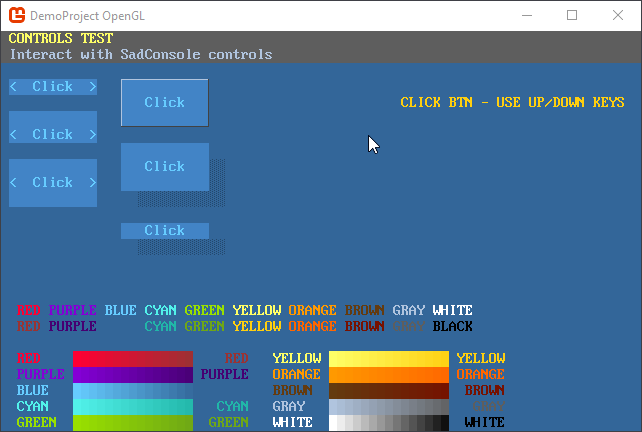 DemoProject OpenGL
CONTROLS TEST
Interact with SadConsole controls
< Click >
Click
CLICK BTN - USE UP/DOWN KEYS
< Click >
Click
< Click >
Click
RED PURPLE BLUE CYAN GREEN YELLOW ORANGE BROWN GRAY WHITE
RED PURPLE CYAN GREEN YELLOW ORANGE BROWN GRAY BLACK
RED RED YELLOW YELLOW
PURPLE PURPLE ORANGE ORANGE
BLUE BROWN BROWN
CYAN CYAN GRAY GRAY
GREEN GREEN WHITE WHITE